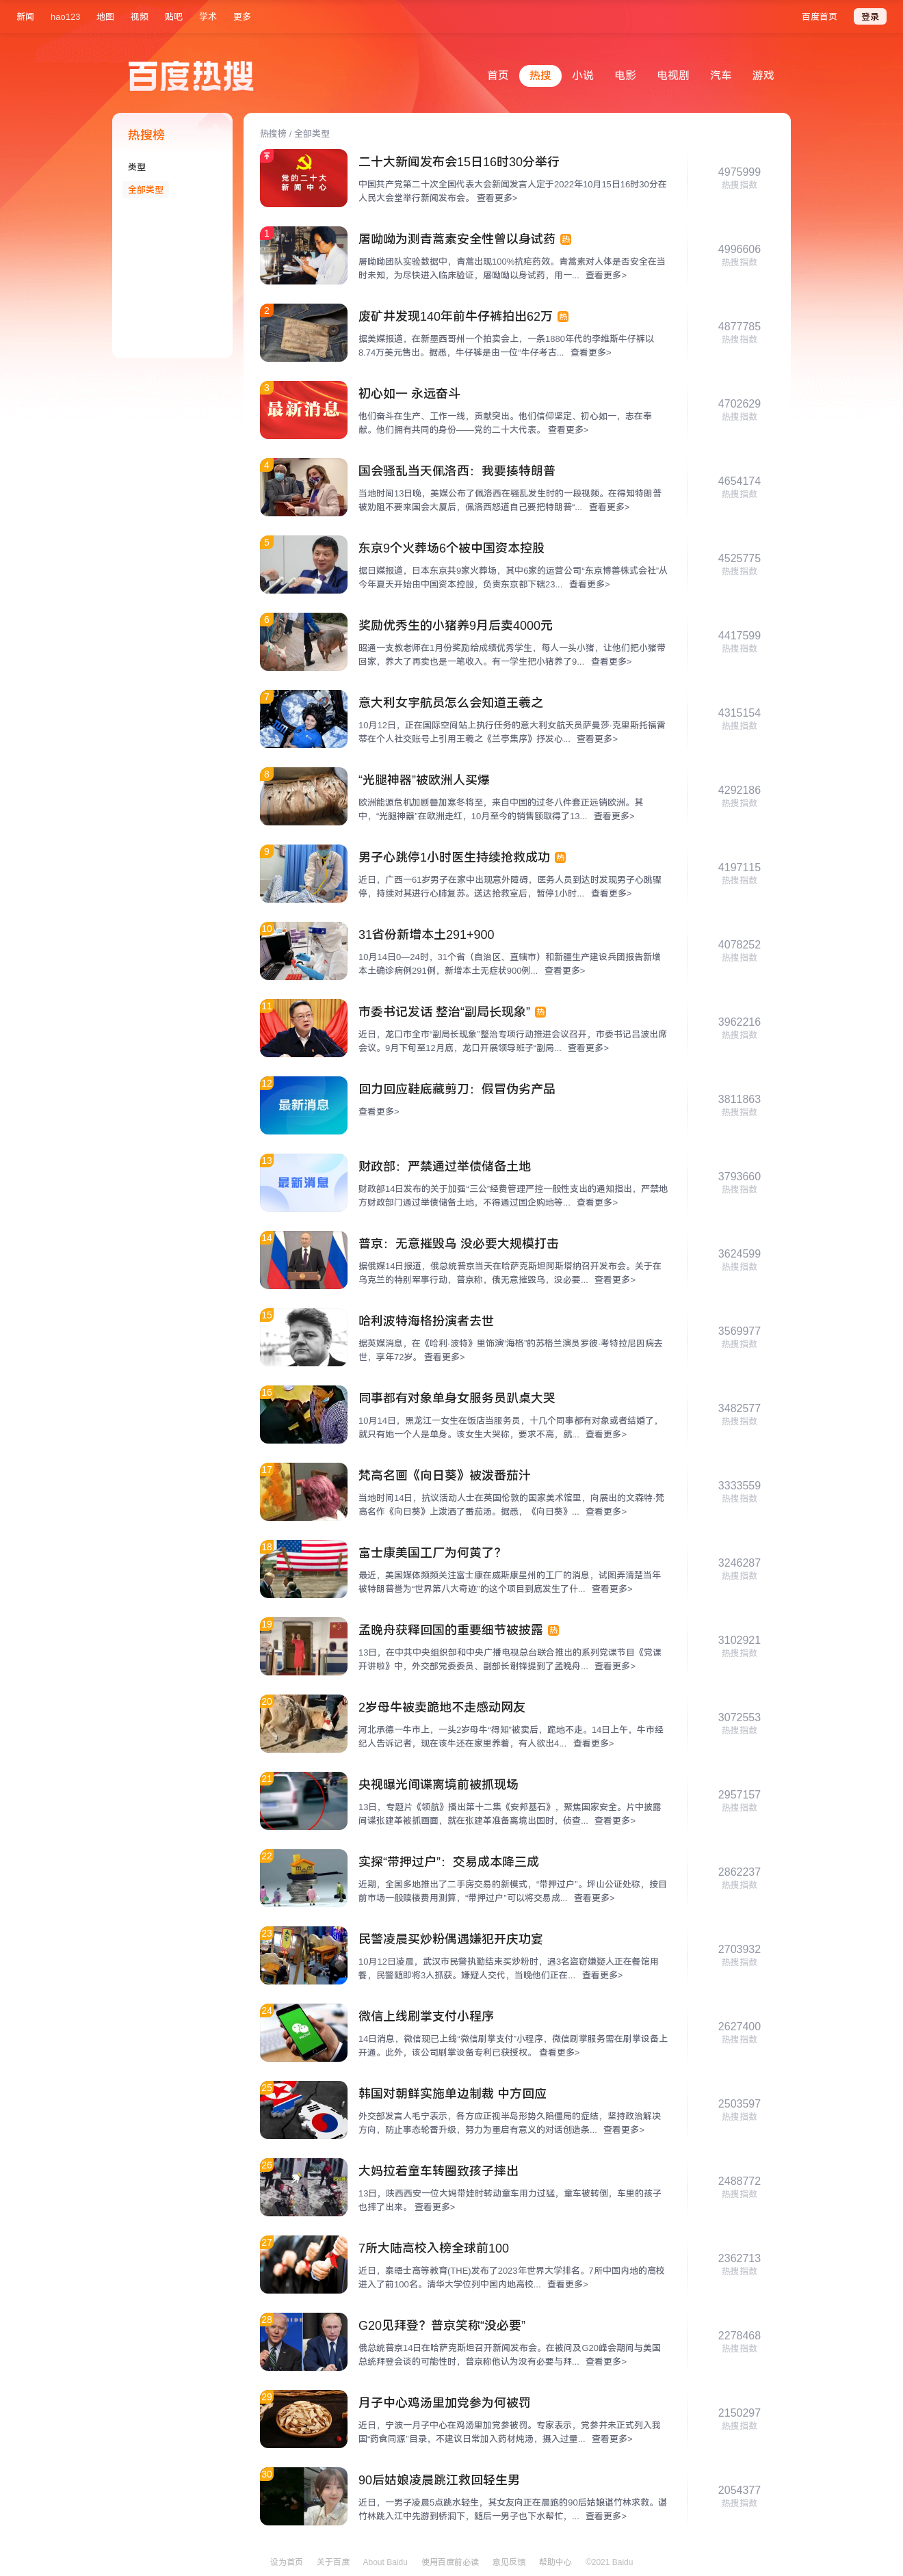 新闻 hao123 地图 视频 贴吧 学术 更多 百度首页 登录
百度热搜
首页 热搜 小说 电影 电视剧 汽车 游戏
热搜榜
类型
全部类型
热搜榜 / 全部类型
党的二十大
新闻中心
二十大新闻发布会15日16时30分举行
中国共产党第二十次全国代表大会新闻发言人定于2022年10月15日16时30分在
人民大会堂举行新闻发布会。 查看更多>
4975999
热搜指数
1
屠呦呦为测青蒿素安全性曾以身试药 热
屠呦呦团队实验数据中，青蒿出现100%抗疟药效。青蒿素对人体是否安全在当
时未知，为尽快进入临床验证，屠呦呦以身试药，用一... 查看更多>
4996606
热搜指数
2
废矿井发现140年前牛仔裤拍出62万 热
据美媒报道，在新墨西哥州一个拍卖会上，一条1880年代的李维斯牛仔裤以
8.74万美元售出。据悉，牛仔裤是由一位“牛仔考古... 查看更多>
4877785
热搜指数
3
最新消息
初心如一 永远奋斗
他们奋斗在生产、工作一线，贡献突出。他们信仰坚定、初心如一，志在奉
献。他们拥有共同的身份——党的二十大代表。 查看更多>
4702629
热搜指数
4
国会骚乱当天佩洛西：我要揍特朗普
当地时间13日晚，美媒公布了佩洛西在骚乱发生时的一段视频。在得知特朗普
被劝阻不要来国会大厦后，佩洛西怒道自己要把特朗普“... 查看更多>
4654174
热搜指数
5
东京9个火葬场6个被中国资本控股
据日媒报道，日本东京共9家火葬场，其中6家的运营公司“东京博善株式会社”从
今年夏天开始由中国资本控股，负责东京都下辖23... 查看更多>
4525775
热搜指数
6
奖励优秀生的小猪养9月后卖4000元
昭通一支教老师在1月份奖励给成绩优秀学生，每人一头小猪，让他们把小猪带
回家，养大了再卖也是一笔收入。有一学生把小猪养了9... 查看更多>
4417599
热搜指数
7
意大利女宇航员怎么会知道王羲之
10月12日，正在国际空间站上执行任务的意大利女航天员萨曼莎·克里斯托福雷
蒂在个人社交账号上引用王羲之《兰亭集序》抒发心... 查看更多>
4315154
热搜指数
8
“光腿神器”被欧洲人买爆
欧洲能源危机加剧叠加寒冬将至，来自中国的过冬八件套正远销欧洲。其
中，“光腿神器”在欧洲走红，10月至今的销售额取得了13... 查看更多>
4292186
热搜指数
9
男子心跳停1小时医生持续抢救成功 热
近日，广西一61岁男子在家中出现意外障碍，医务人员到达时发现男子心跳骤
停，持续对其进行心肺复苏。送达抢救室后，暂停1小时... 查看更多>
4197115
热搜指数
10
31省份新增本土291+900
10月14日0—24时，31个省（自治区、直辖市）和新疆生产建设兵团报告新增
本土确诊病例291例，新增本土无症状900例... 查看更多>
4078252
热搜指数
11
市委书记发话 整治“副局长现象” 热
近日，龙口市全市“副局长现象”整治专项行动推进会议召开，市委书记吕波出席
会议。9月下旬至12月底，龙口开展领导班子“副局... 查看更多>
3962216
热搜指数
12
最新消息
回力回应鞋底藏剪刀：假冒伪劣产品
查看更多>
3811863
热搜指数
13
最新消息
财政部：严禁通过举债储备土地
财政部14日发布的关于加强“三公”经费管理严控一般性支出的通知指出，严禁地
方财政部门通过举债储备土地，不得通过国企购地等... 查看更多>
3793660
热搜指数
14
普京：无意摧毁乌 没必要大规模打击
据俄媒14日报道，俄总统普京当天在哈萨克斯坦阿斯塔纳召开发布会。关于在
乌克兰的特别军事行动，普京称，俄无意摧毁乌，没必要... 查看更多>
3624599
热搜指数
15
哈利波特海格扮演者去世
据英媒消息，在《哈利·波特》里饰演“海格”的苏格兰演员罗彼·考特拉尼因病去
世，享年72岁。 查看更多>
3569977
热搜指数
16
同事都有对象单身女服务员趴桌大哭
10月14日，黑龙江一女生在饭店当服务员，十几个同事都有对象或者结婚了，
就只有她一个人是单身。该女生大哭称，要求不高，就... 查看更多>
3482577
热搜指数
17
梵高名画《向日葵》被泼番茄汁
当地时间14日，抗议活动人士在英国伦敦的国家美术馆里，向展出的文森特·梵
高名作《向日葵》上泼洒了番茄汤。据悉，《向日葵》... 查看更多>
3333559
热搜指数
18
富士康美国工厂为何黄了？
最近，美国媒体频频关注富士康在威斯康星州的工厂的消息，试图弄清楚当年
被特朗普誉为“世界第八大奇迹”的这个项目到底发生了什... 查看更多>
3246287
热搜指数
19
孟晚舟获释回国的重要细节被披露 热
13日，在中共中央组织部和中央广播电视总台联合推出的系列党课节目《党课
开讲啦》中，外交部党委委员、副部长谢锋提到了孟晚舟... 查看更多>
3102921
热搜指数
20
2岁母牛被卖跪地不走感动网友
河北承德一牛市上，一头2岁母牛“得知”被卖后，跪地不走。14日上午，牛市经
纪人告诉记者，现在该牛还在家里养着，有人欲出4... 查看更多>
3072553
热搜指数
21
央视曝光间谍离境前被抓现场
13日，专题片《领航》播出第十二集《安邦基石》，聚焦国家安全。片中披露
间谍张建革被抓画面，就在张建革准备离境出国时，侦查... 查看更多>
2957157
热搜指数
22
实探“带押过户”：交易成本降三成
近期，全国多地推出了二手房交易的新模式，“带押过户”。坪山公证处称，按目
前市场一般赎楼费用测算，“带押过户”可以将交易成... 查看更多>
2862237
热搜指数
23
民警凌晨买炒粉偶遇嫌犯开庆功宴
10月12日凌晨，武汉市民警执勤结束买炒粉时，遇3名盗窃嫌疑人正在餐馆用
餐，民警随即将3人抓获。嫌疑人交代，当晚他们正在... 查看更多>
2703932
热搜指数
24
微信上线刷掌支付小程序
14日消息，微信现已上线“微信刷掌支付”小程序，微信刷掌服务需在刷掌设备上
开通。此外，该公司刷掌设备专利已获授权。 查看更多>
2627400
热搜指数
25
韩国对朝鲜实施单边制裁 中方回应
外交部发言人毛宁表示，各方应正视半岛形势久陷僵局的症结，坚持政治解决
方向，防止事态轮番升级，努力为重启有意义的对话创造条... 查看更多>
2503597
热搜指数
26
大妈拉着童车转圈致孩子摔出
13日，陕西西安一位大妈带娃时转动童车用力过猛，童车被转倒，车里的孩子
也摔了出来。 查看更多>
2488772
热搜指数
27
7所大陆高校入榜全球前100
近日，泰晤士高等教育(THE)发布了2023年世界大学排名。7所中国内地的高校
进入了前100名。清华大学位列中国内地高校... 查看更多>
2362713
热搜指数
28
G20见拜登？普京笑称“没必要”
俄总统普京14日在哈萨克斯坦召开新闻发布会。在被问及G20峰会期间与美国
总统拜登会谈的可能性时，普京称他认为没有必要与拜... 查看更多>
2278468
热搜指数
29
月子中心鸡汤里加党参为何被罚
近日，宁波一月子中心在鸡汤里加党参被罚。专家表示，党参并未正式列入我
国“药食同源”目录，不建议日常加入药材炖汤，摄入过量... 查看更多>
2150297
热搜指数
30
90后姑娘凌晨跳江救回轻生男
近日，一男子凌晨5点跳水轻生，其女友向正在晨跑的90后姑娘谌竹林求救。谌
竹林跳入江中先游到桥洞下，随后一男子也下水帮忙，... 查看更多>
2054377
热搜指数
设为首页 关于百度 About Baidu 使用百度前必读 意见反馈 帮助中心 ©2021 Baidu